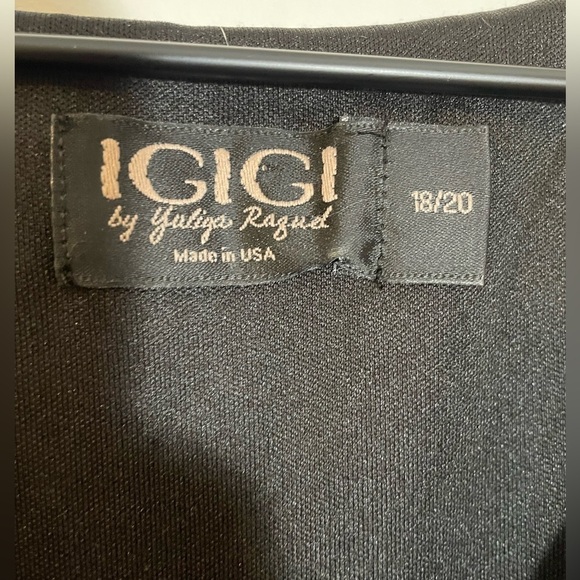 IGIGI
by Yuliya Raquel
Made in USA
18/20